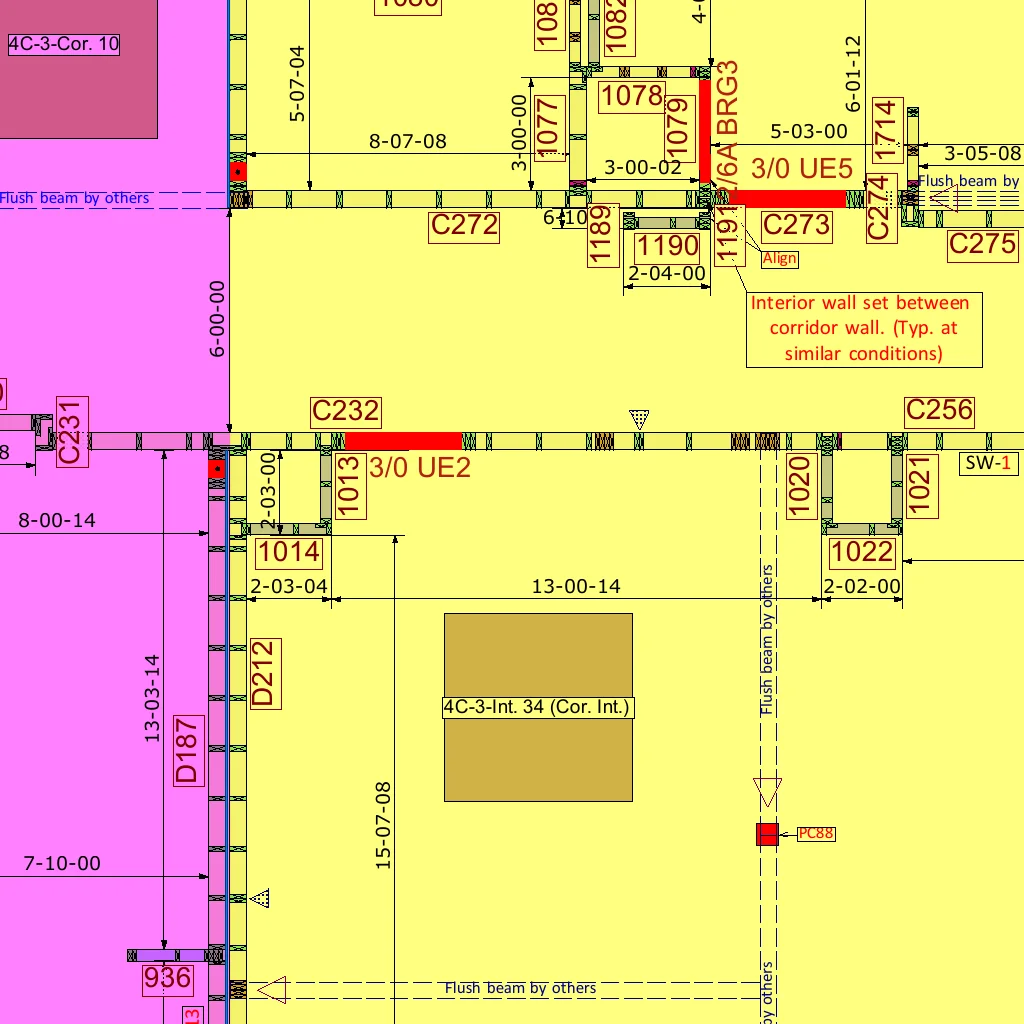 4C-3-Cor. 10
1082
5-07-04
6-01-12
1078
1077
1079
3-00-00
2/6A BRG3
1714
5-03-00
8-07-08
3-00-02
3/0 UE5
3-05-08
Flush beam by others
Flush beam by
C272
6-10
1189
1190
1191
C273
C274
C275
Align
2-04-00
6-00-00
Interior wall set between
corridor wall. (Typ. at
similar conditions)
C231
C232
C256
3/0 UE2
2-03-00
1013
1020
1021
SW-1
8-00-14
1014
1022
2-03-04
13-00-14
2-02-00
Flush beam by others
D212
13-03-14
D187
4C-3-Int. 34 (Cor. Int.)
15-07-08
PC88
7-10-00
936
Flush beam by others
by others
13